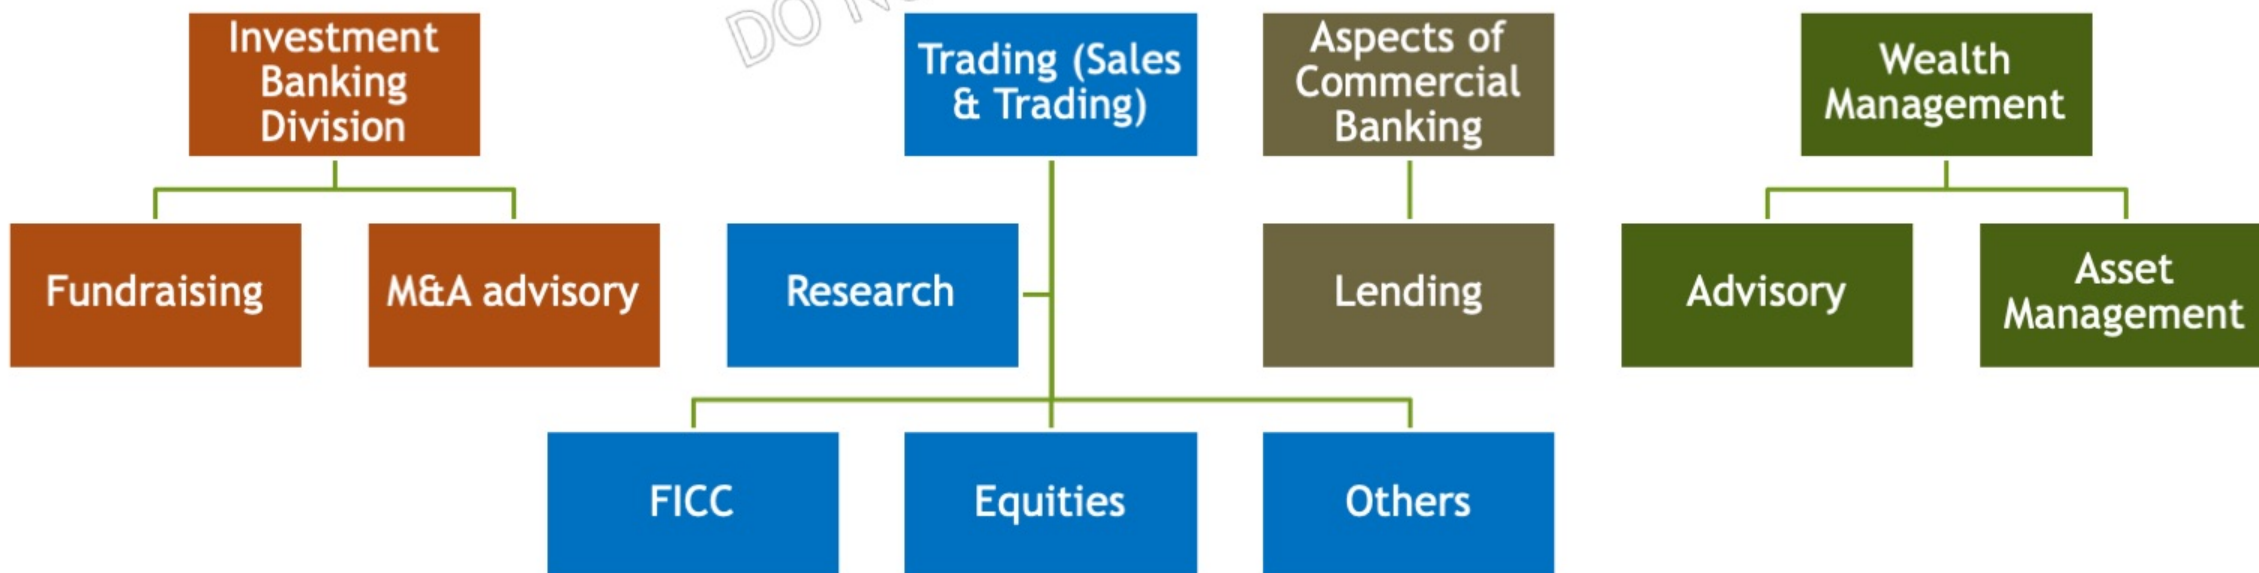 Investment
Banking
Division
Trading (Sales
& Trading)
Aspects of
Commercial
Banking
Wealth
Management
Fundraising
M&A advisory
Research
Lending
Advisory
Asset
Management
FICC
Equities
Others
DO